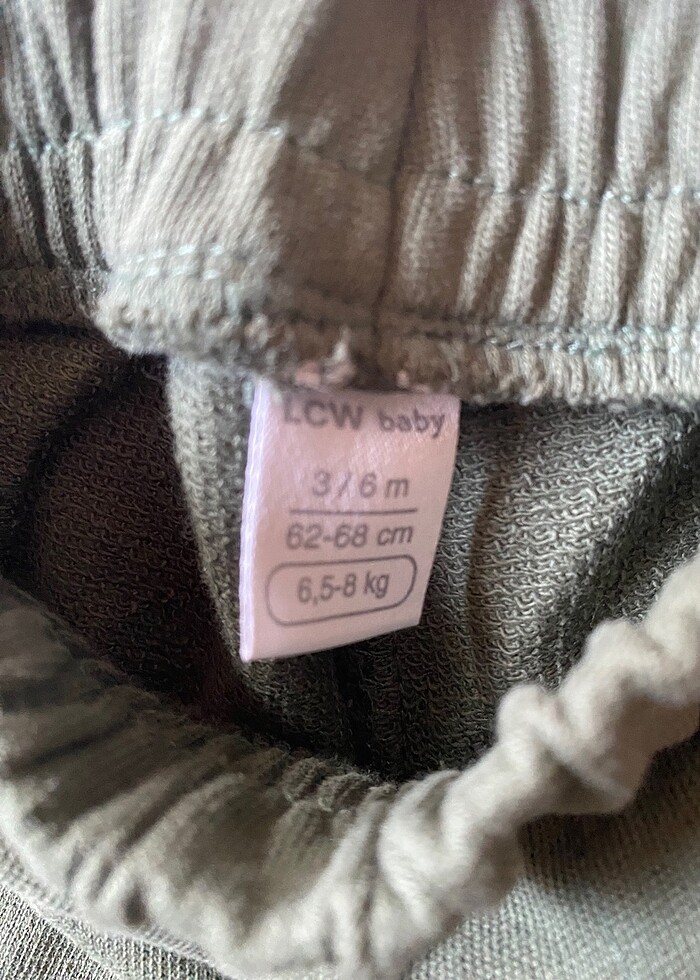 LCW baby
3/6 m
62-68 cm
6,5-8 kg